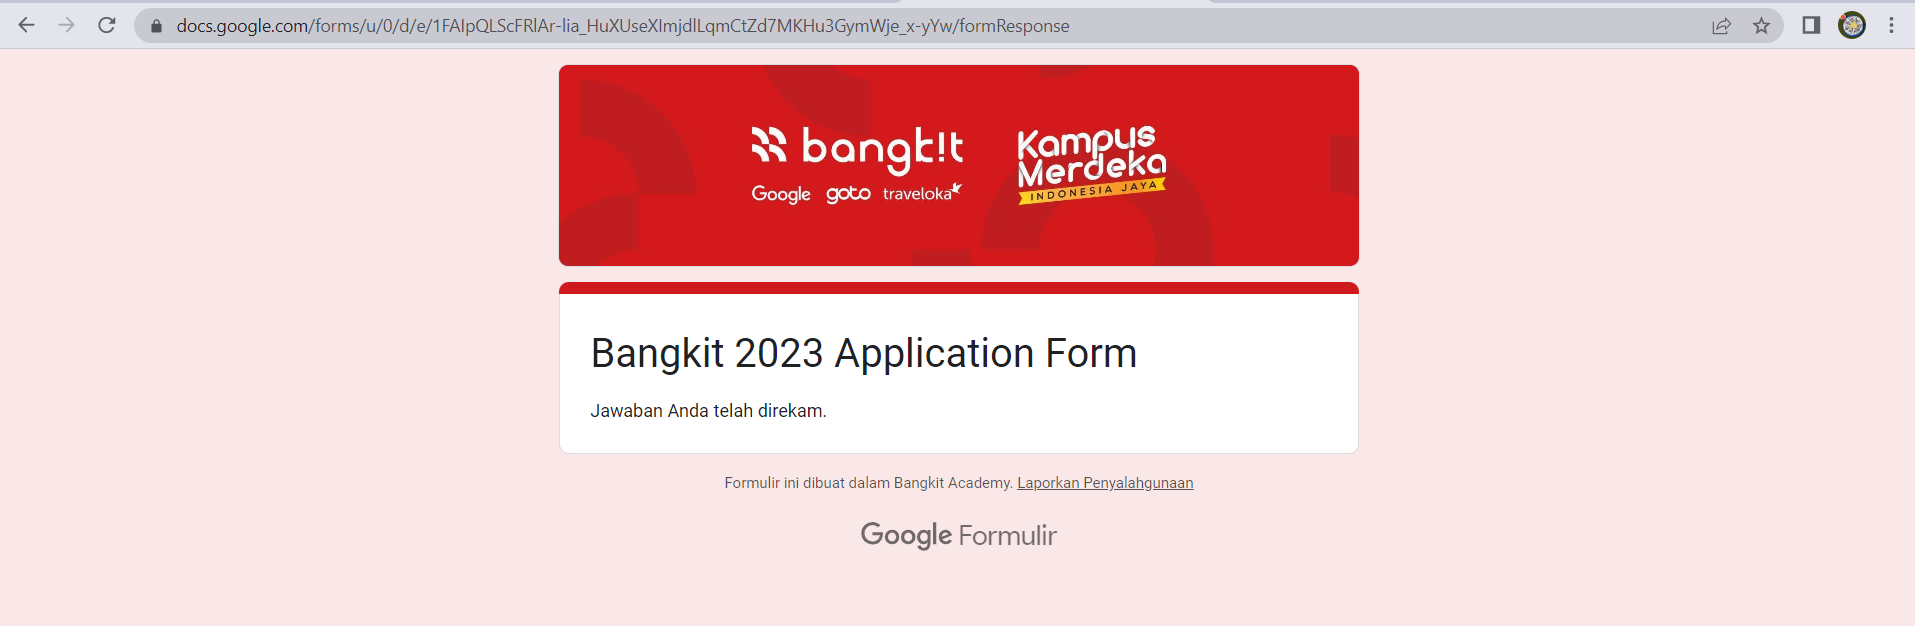 docs.google.com/forms/u/0/d/e/1FAIpQLScFRlAr-lia_HuXUseXImjdlLqmCtZd7MKHu3GymWje_x-yYw/formResponse
bangk!t
Google goto traveloka
Kampus
Merdeka
INDONESIA JAYA
Bangkit 2023 Application Form
Jawaban Anda telah direkam.
Formulir ini dibuat dalam Bangkit Academy. Laporkan Penyalahgunaan
Google Formulir